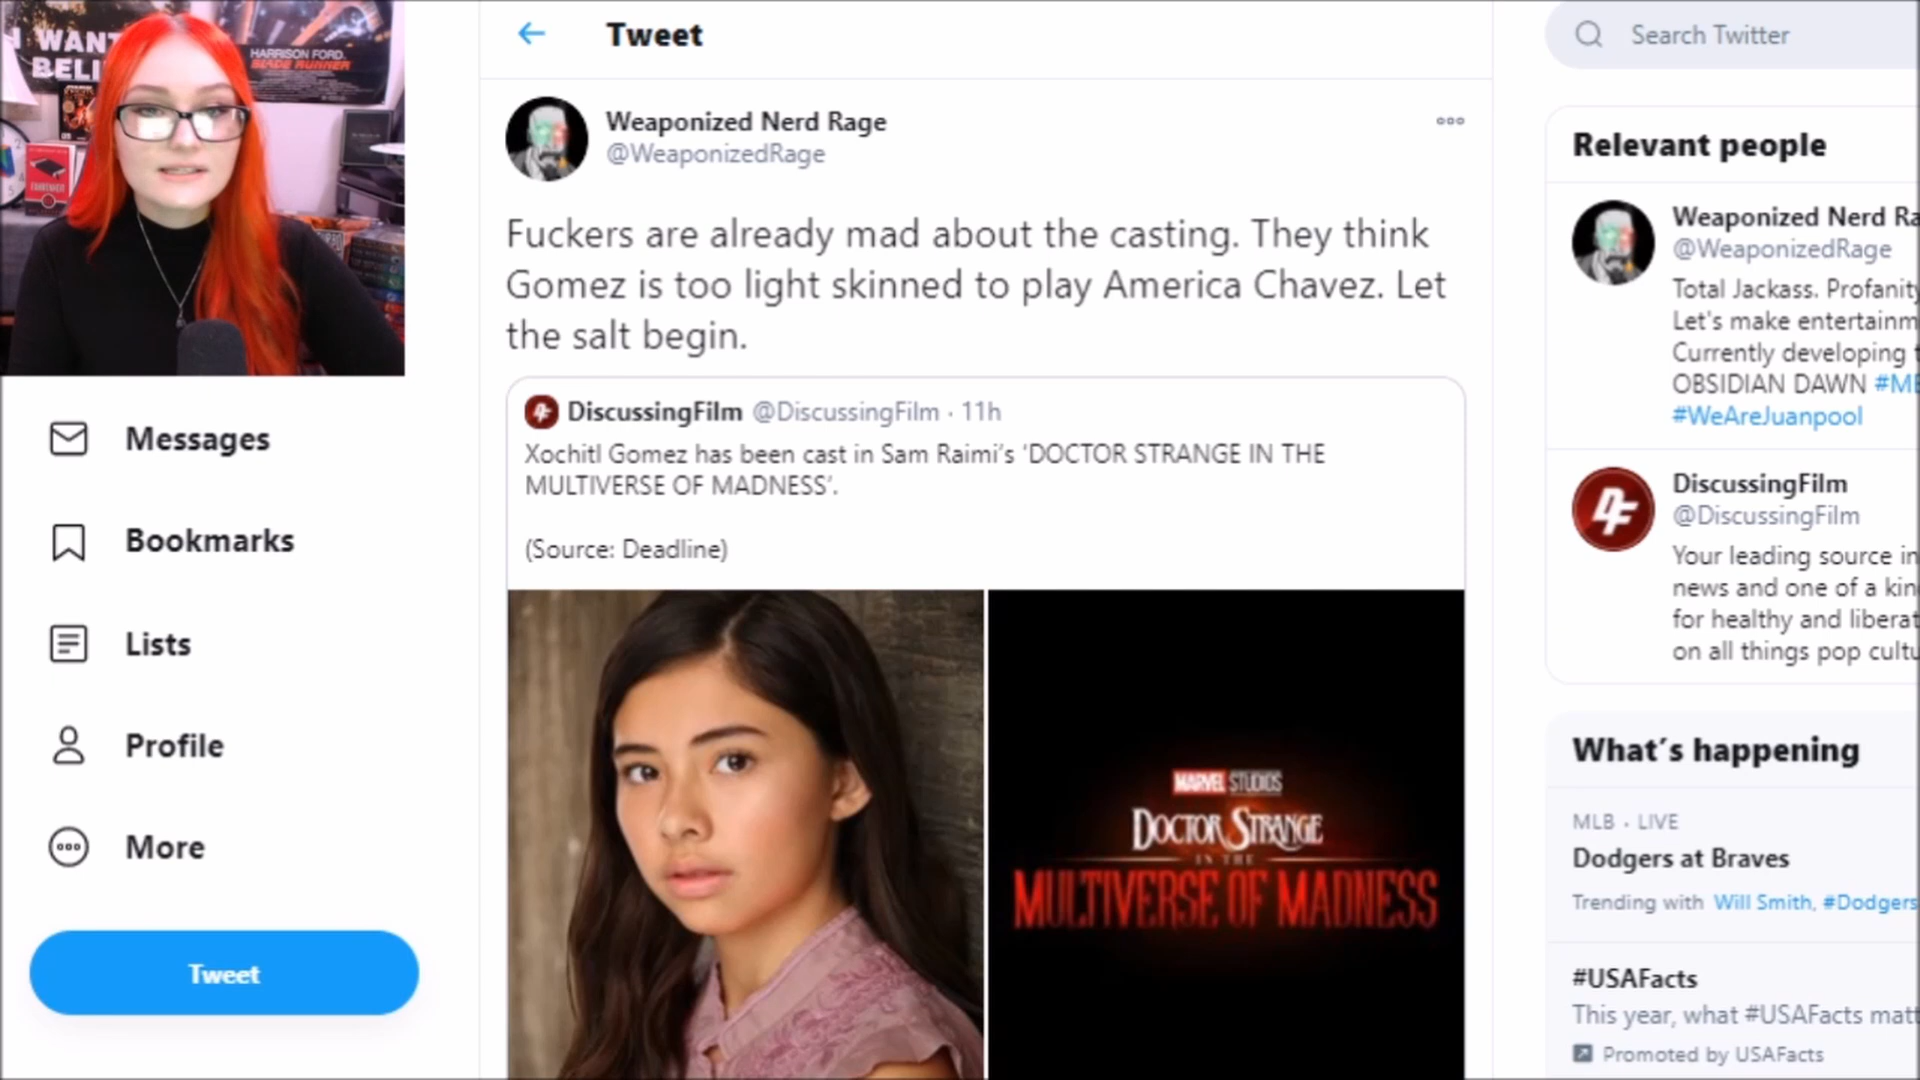 I WANT
BELI
HARRISON FORD
BLADE RUNNER
Messages
Bookmarks
Lists
Profile
More
Tweet
Tweet
Weaponized Nerd Rage
@WeaponizedRage
Fuckers are already mad about the casting. They think
Gomez is too light skinned to play America Chavez. Let
the salt begin.
DiscussingFilm @DiscussingFilm · 11h
Xochitl Gomez has been cast in Sam Raimi’s ‘DOCTOR STRANGE IN THE
MULTIVERSE OF MADNESS’.
(Source: Deadline)
MARVEL STUDIOS
DOCTOR STRANGE
IN THE
MULTIVERSE OF MADNESS
Search Twitter
Relevant people
Weaponized Nerd Ra
@WeaponizedRage
Total Jackass. Profanity
Let's make entertainm
Currently developing t
OBSIDIAN DAWN #ME
#WeAreJuanpool
DiscussingFilm
@DiscussingFilm
Your leading source in
news and one of a kin
for healthy and liberat
on all things pop cultu
What's happening
MLB · LIVE
Dodgers at Braves
Trending with Will Smith, #Dodgers
#USAFacts
This year, what #USAFacts matt
Promoted by USAFacts